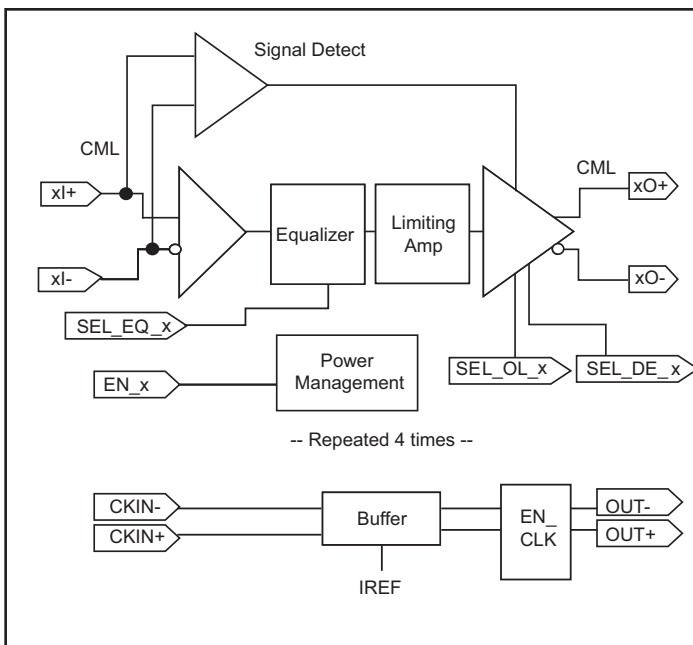 Signal Detect
CML
CML
xI+
xO+
Equalizer
Limiting
Amp
xI-
xO-
SEL_EQ_x
Power
Management
SEL_OL_x
SEL_DE_x
EN_x
-- Repeated 4 times --
CKIN-
Buffer
EN_
CLK
OUT-
CKIN+
OUT+
IREF